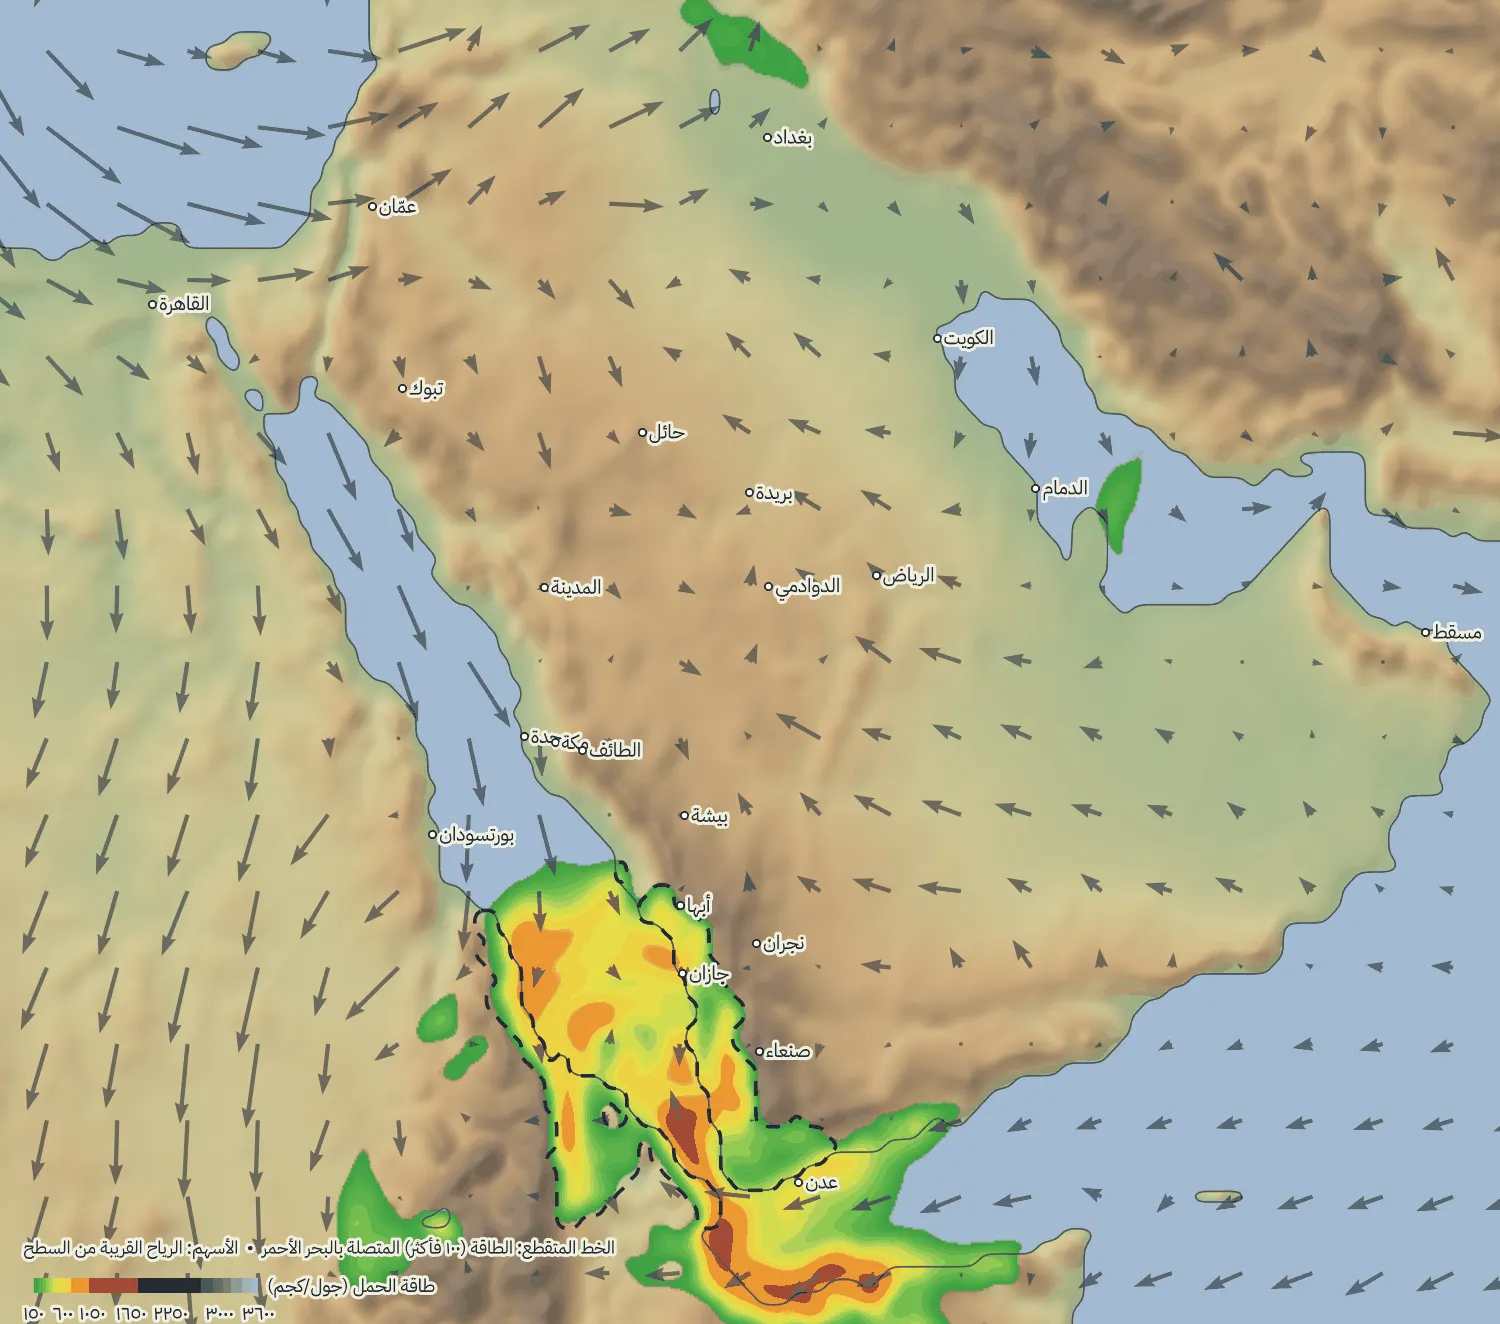 بغداد
عمّان
القاهرة
الكويت
تبوك
حائل
الدمام
بريدة
الرياض
الدوادمي
المدينة
مسقط
جدة
مكة
الطائف
بيشة
بورتسودان
أبها
نجران
جازان
صنعاء
عدن
الخط المتقطع: الطاقة (١٠٠ فأكثر) المتصلة بالبحر الأحمر • الأسهم: الرياح القريبة من السطح
طاقة الحمل (جول/كجم)
١٥٠ ٦٠٠ ١٠٥٠ ١٦٥٠ ٢٢٥٠ ٣٠٠٠ ٣٦٠٠